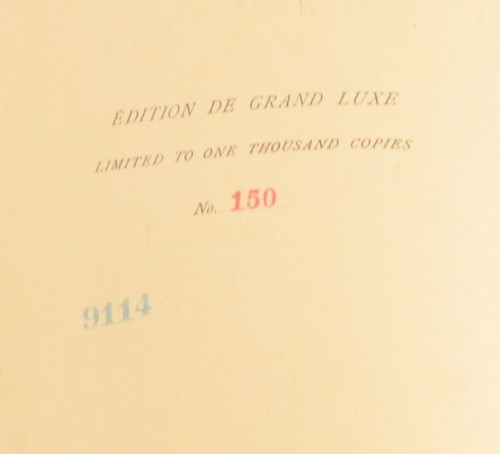 ÉDITION DE GRAND LUXE
LIMITED TO ONE THOUSAND COPIES
No. 150
9114